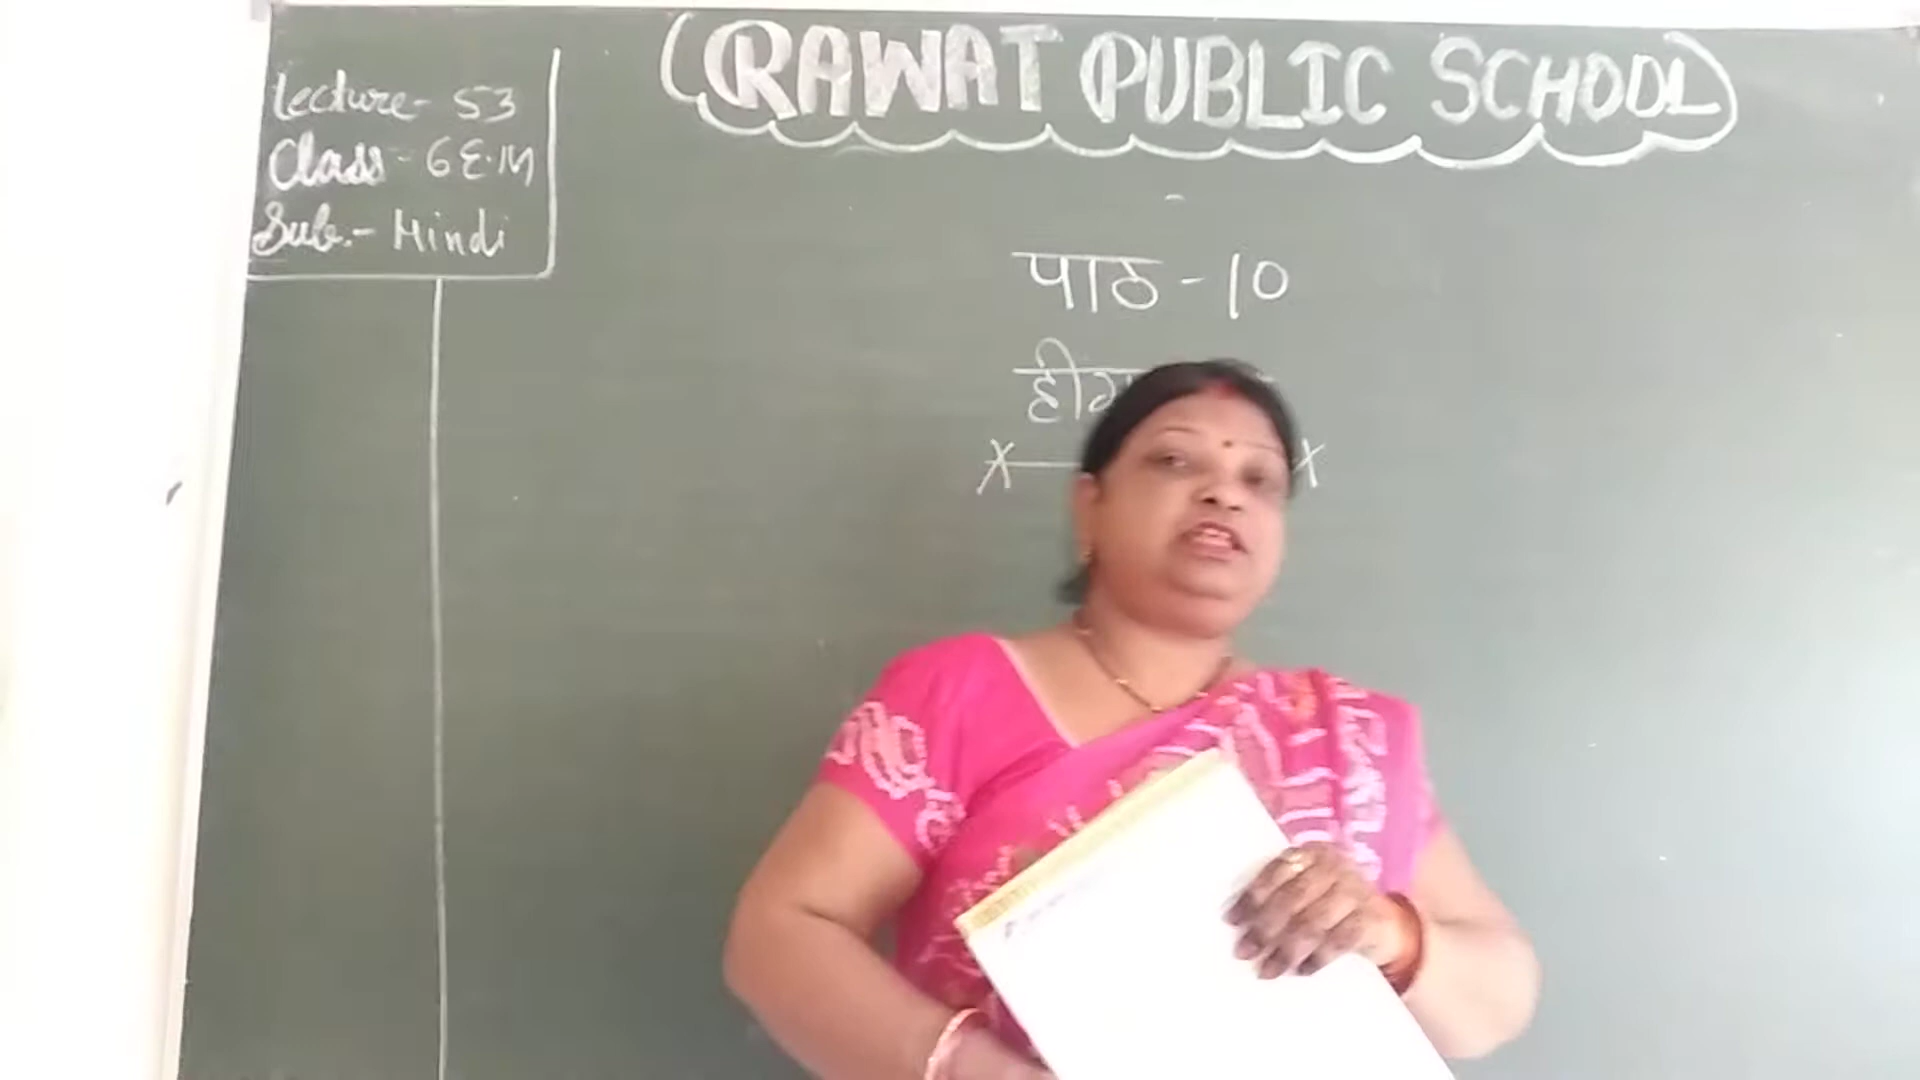 RAWAT PUBLIC SCHOOL
Lecture - 53
Class - 6 E.M
Sub. - Hindi
पाठ - 10